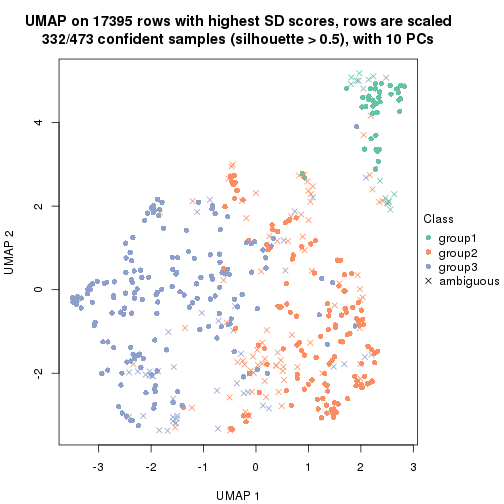 UMAP on 17395 rows with highest SD scores, rows are scaled
332/473 confident samples (silhouette > 0.5), with 10 PCs
4
2
0
-2
UMAP 2
Class
group1
group2
group3
ambiguous
-3 -2 -1 0 1 2 3
UMAP 1